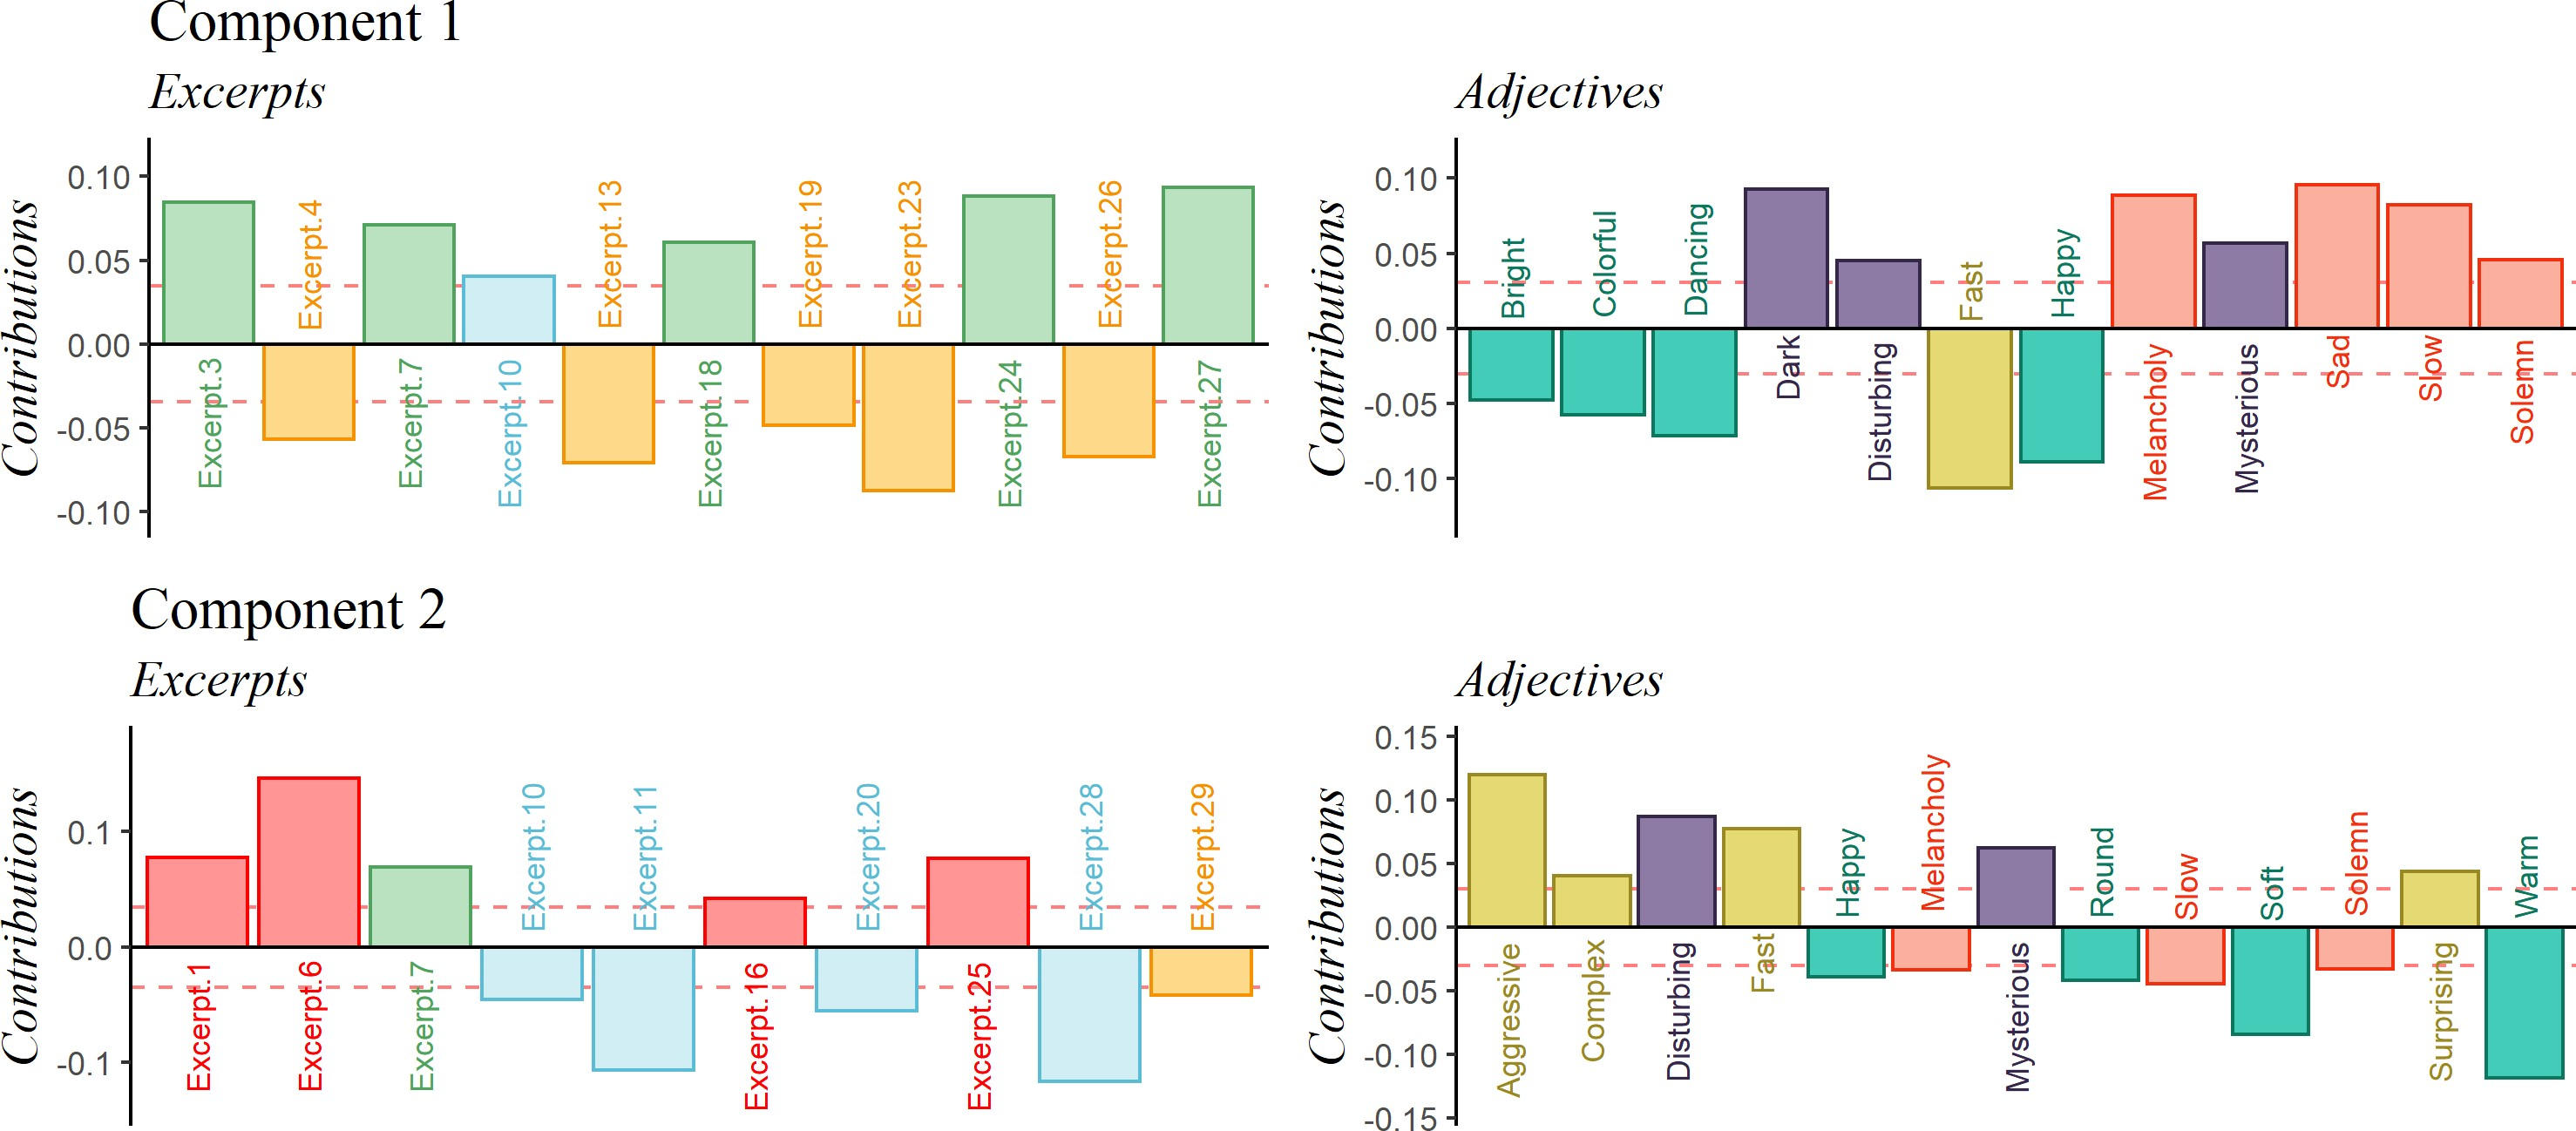 Component 1
Excerpts
Contributions
0.10
0.05
0.00
-0.05
-0.10
Excerpt.3
Excerpt.4
Excerpt.7
Excerpt.10
Excerpt.13
Excerpt.18
Excerpt.19
Excerpt.23
Excerpt.24
Excerpt.26
Excerpt.27
Adjectives
Contributions
0.10
0.05
0.00
-0.05
-0.10
Bright
Colorful
Dancing
Dark
Disturbing
Fast
Happy
Melancholy
Mysterious
Sad
Slow
Solemn
Component 2
Excerpts
Contributions
0.1
0.0
-0.1
Excerpt.1
Excerpt.6
Excerpt.7
Excerpt.10
Excerpt.11
Excerpt.16
Excerpt.20
Excerpt.25
Excerpt.28
Excerpt.29
Adjectives
Contributions
0.15
0.10
0.05
0.00
-0.05
-0.10
-0.15
Aggressive
Complex
Disturbing
Fast
Happy
Melancholy
Mysterious
Round
Slow
Soft
Solemn
Surprising
Warm